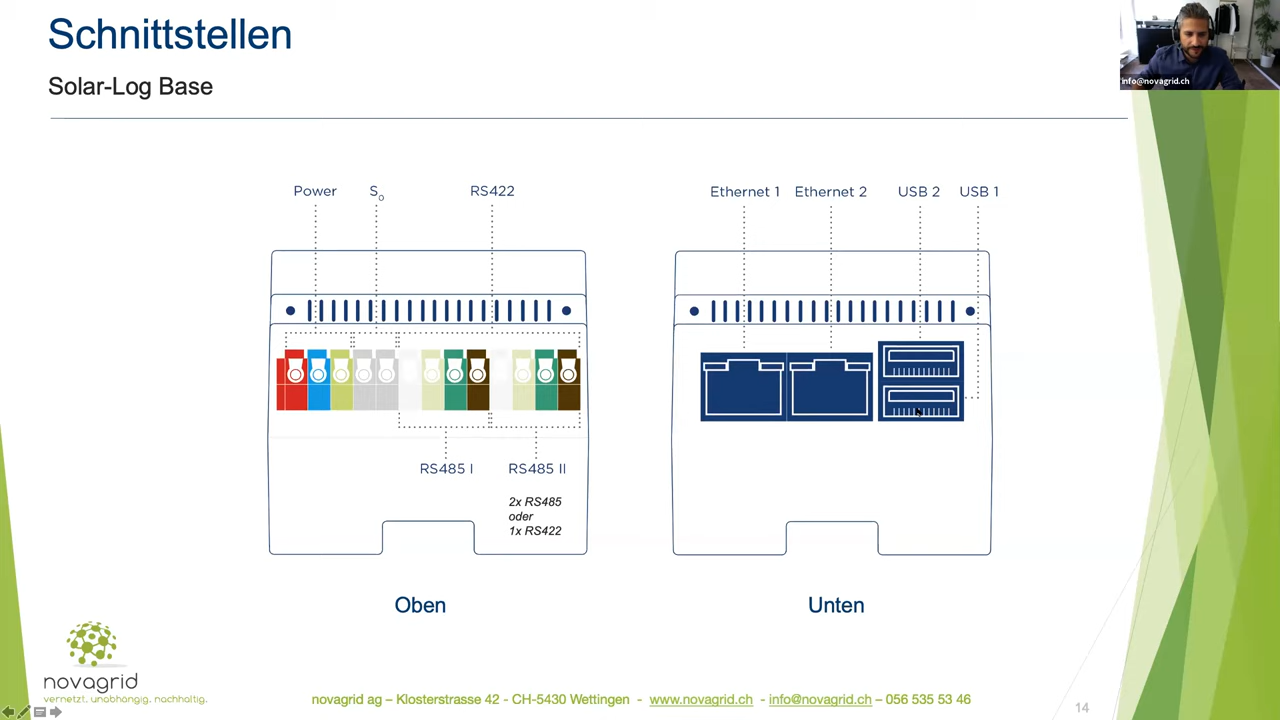 Schnittstellen
Solar-Log Base
info@novagrid.ch
Power So RS422
Ethernet 1 Ethernet 2 USB 2 USB 1
RS485 I RS485 II
2x RS485
oder
1x RS422
Oben
Unten
novagrid
vernetzt. unabhängig. nachhaltig.
novagrid ag – Klosterstrasse 42 - CH-5430 Wettingen - www.novagrid.ch - info@novagrid.ch – 056 535 53 46
14